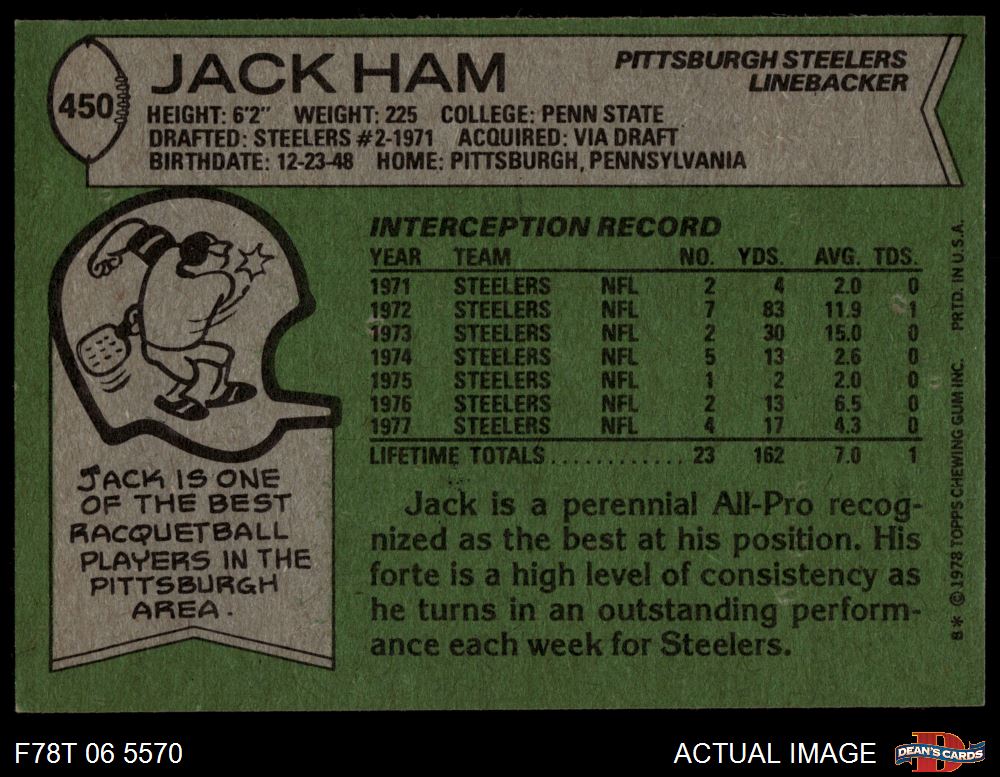 450
JACK HAM
PITTSBURGH STEELERS
LINEBACKER
HEIGHT: 6'2" WEIGHT: 225 COLLEGE: PENN STATE
DRAFTED: STEELERS #2-1971 ACQUIRED: VIA DRAFT
BIRTHDATE: 12-23-48 HOME: PITTSBURGH, PENNSYLVANIA
INTERCEPTION RECORD
YEAR TEAM NO. YDS. AVG. TDS.
1971 STEELERS NFL 2 4 2.0 0
1972 STEELERS NFL 7 83 11.9 1
1973 STEELERS NFL 2 30 15.0 0
1974 STEELERS NFL 5 13 2.6 0
1975 STEELERS NFL 1 2 2.0 0
1976 STEELERS NFL 2 13 6.5 0
1977 STEELERS NFL 4 17 4.3 0
LIFETIME TOTALS............ 23 162 7.0 1
JACK IS ONE
OF THE BEST
RACQUETBALL
PLAYERS IN THE
PITTSBURGH
AREA.
Jack is a perennial All-Pro recog-
nized as the best at his position. His
forte is a high level of consistency as
he turns in an outstanding perform-
ance each week for Steelers.
B* ©1978 TOPPS CHEWING GUM INC. PRTD. IN U.S.A.
F78T 06 5570
ACTUAL IMAGE
D
DEAN'S CARDS